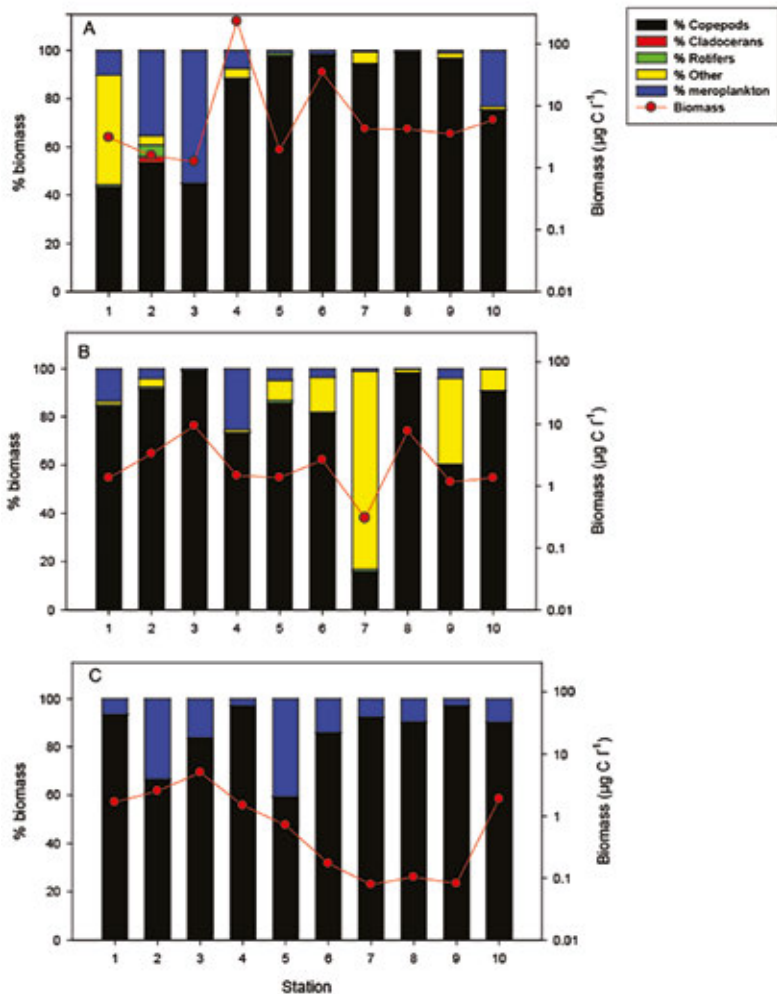 A
% biomass
100
80
60
40
20
0
1 2 3 4 5 6 7 8 9 10
100
10
1
0.1
0.01
Biomass (µg C l⁻¹)
% Copepods
% Cladocerans
% Rotifers
% Other
% meroplankton
Biomass
B
% biomass
100
80
60
40
20
0
1 2 3 4 5 6 7 8 9 10
100
10
1
0.1
0.01
Biomass (µg C l⁻¹)
C
% biomass
100
80
60
40
20
0
1 2 3 4 5 6 7 8 9 10
100
10
1
0.1
0.01
Biomass (µg C l⁻¹)
Station